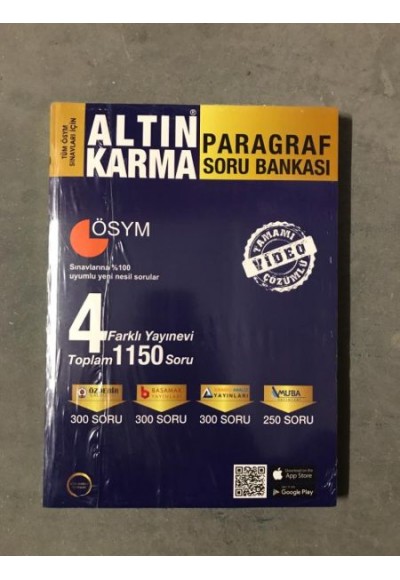 TÜM ÖSYM
SINAVLARI İÇİN
ALTIN
KARMA
PARAGRAF
SORU BANKASI
ÖSYM
Sınavlarına %100
uyumlu yeni nesil sorular
TAMAMI
VİDEO
ÇÖZÜMLÜ
4 Farklı Yayınevi
Toplam 1150 Soru
BASAMAK
YAYINLARI
300 SORU
300 SORU
300 SORU
250 SORU
App Store
Google Play